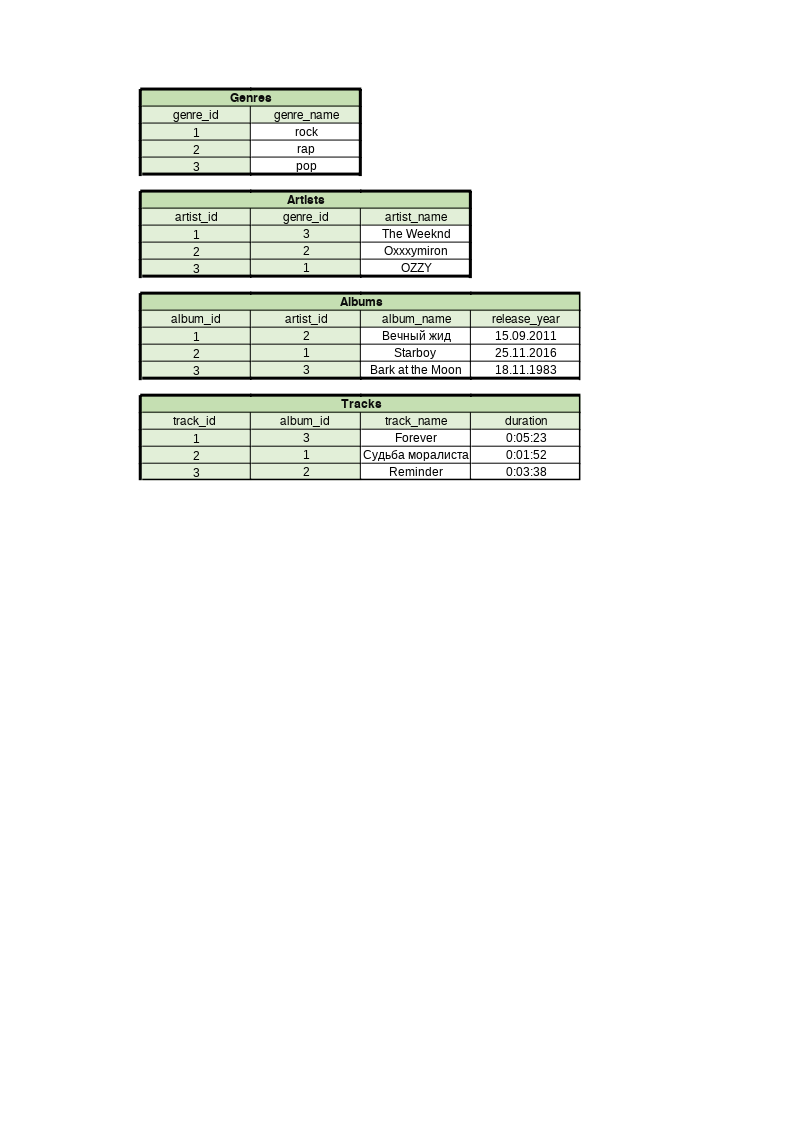 Genres
genre_id genre_name
1 rock
2 rap
3 pop
Artists
artist_id genre_id artist_name
1 3 The Weeknd
2 2 Oxxxymiron
3 1 OZZY
Albums
album_id artist_id album_name release_year
1 2 Вечный жид 15.09.2011
2 1 Starboy 25.11.2016
3 3 Bark at the Moon 18.11.1983
Tracks
track_id album_id track_name duration
1 3 Forever 0:05:23
2 1 Судьба моралиста 0:01:52
3 2 Reminder 0:03:38